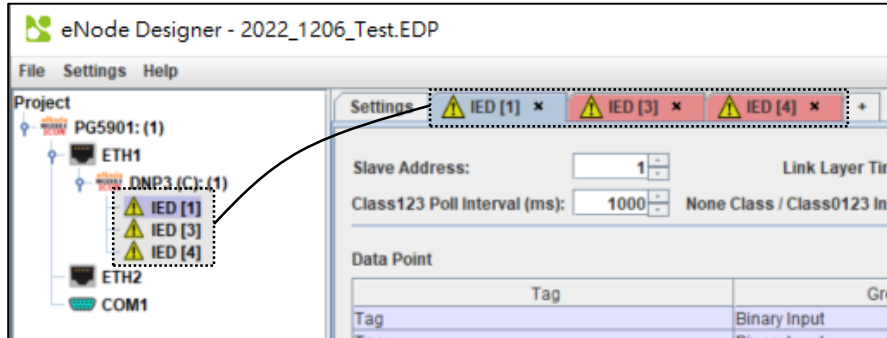 eNode Designer - 2022_1206_Test.EDP
File Settings Help
Project
PG5901: (1)
ETH1
DNP3 (C): (1)
IED [1]
IED [3]
IED [4]
ETH2
COM1
Settings IED [1] × IED [3] × IED [4] × +
Slave Address: 1 Link Layer
Class123 Poll Interval (ms): 1000 None Class / Class0123
Data Point
Tag
Tag Binary Input